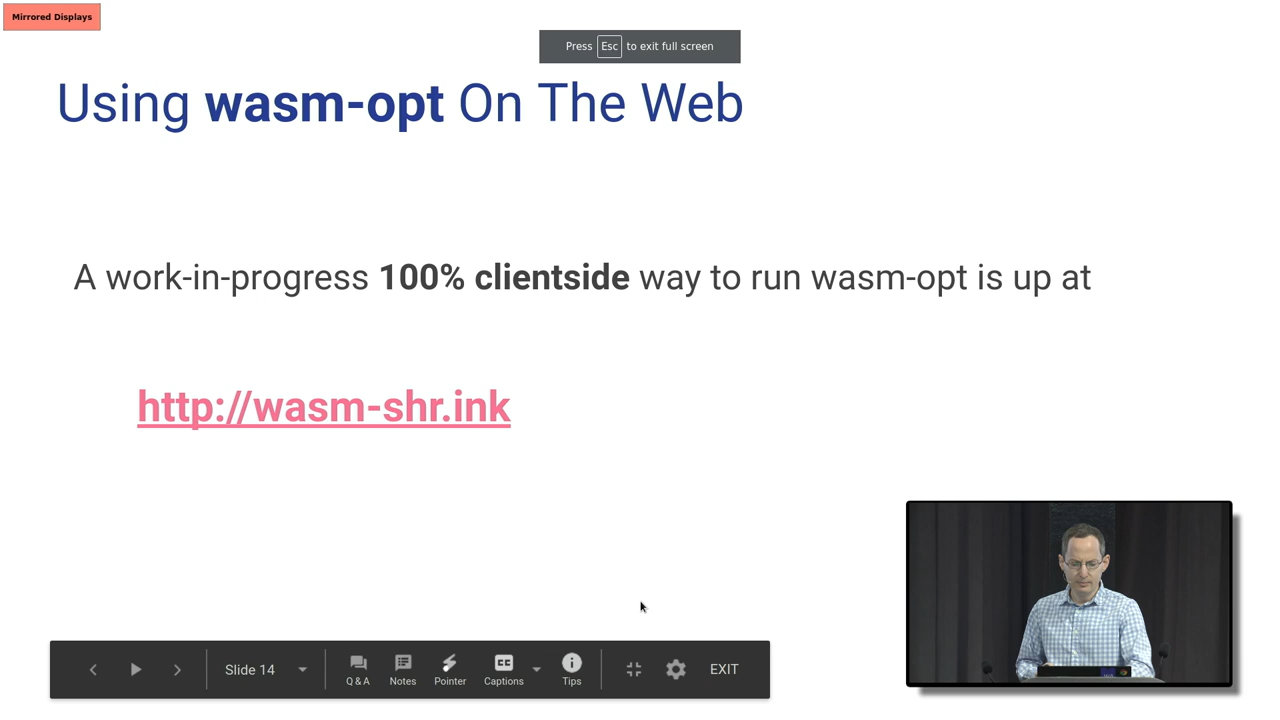 Mirrored Displays
Press Esc to exit full screen
Using wasm-opt On The Web
A work-in-progress 100% clientside way to run wasm-opt is up at
http://wasm-shr.ink
Slide 14
Q & A
Notes
Pointer
CC
Captions
Tips
EXIT